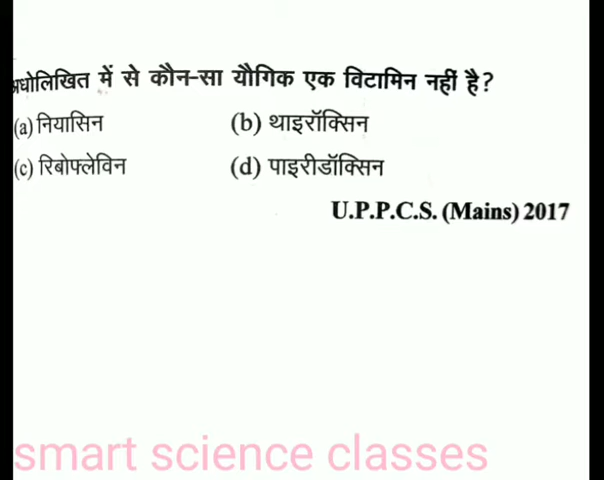 अधोलिखित में से कौन-सा यौगिक एक विटामिन नहीं है?
(a) नियासिन (b) थाइरॉक्सिन
(c) रिबोफ्लेविन (d) पाइरीडॉक्सिन
U.P.P.C.S. (Mains) 2017
smart science classes